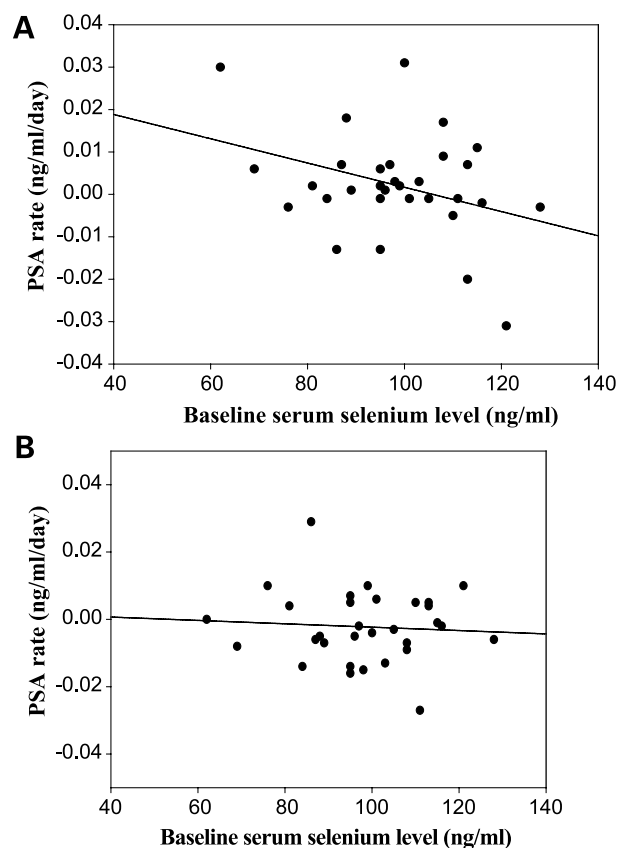 A
PSA rate (ng/ml/day)
0.04
0.03
0.02
0.01
0.00
-0.01
-0.02
-0.03
-0.04
40 60 80 100 120 140
Baseline serum selenium level (ng/ml)
B
PSA rate (ng/ml/day)
0.04
0.02
0.00
-0.02
-0.04
40 60 80 100 120 140
Baseline serum selenium level (ng/ml)